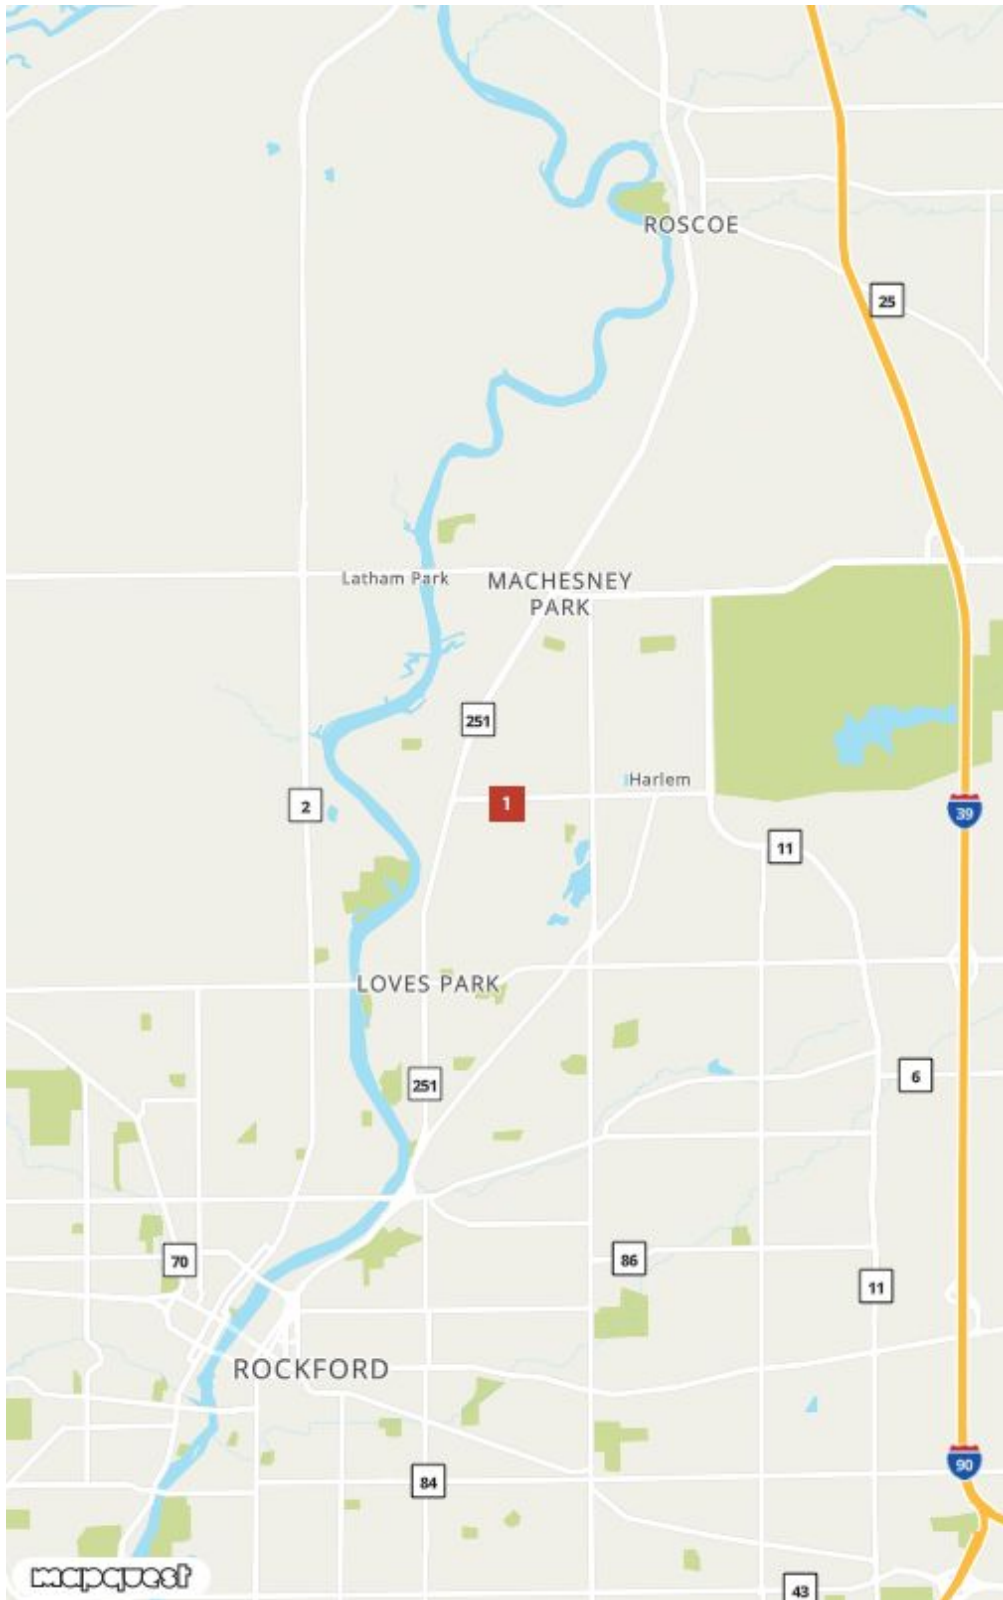 ROSCOE
25
Latham Park
MACHESNEY
PARK
251
Harlem
2
1
39
11
LOVES PARK
251
6
70
86
11
ROCKFORD
90
84
mapquest
43